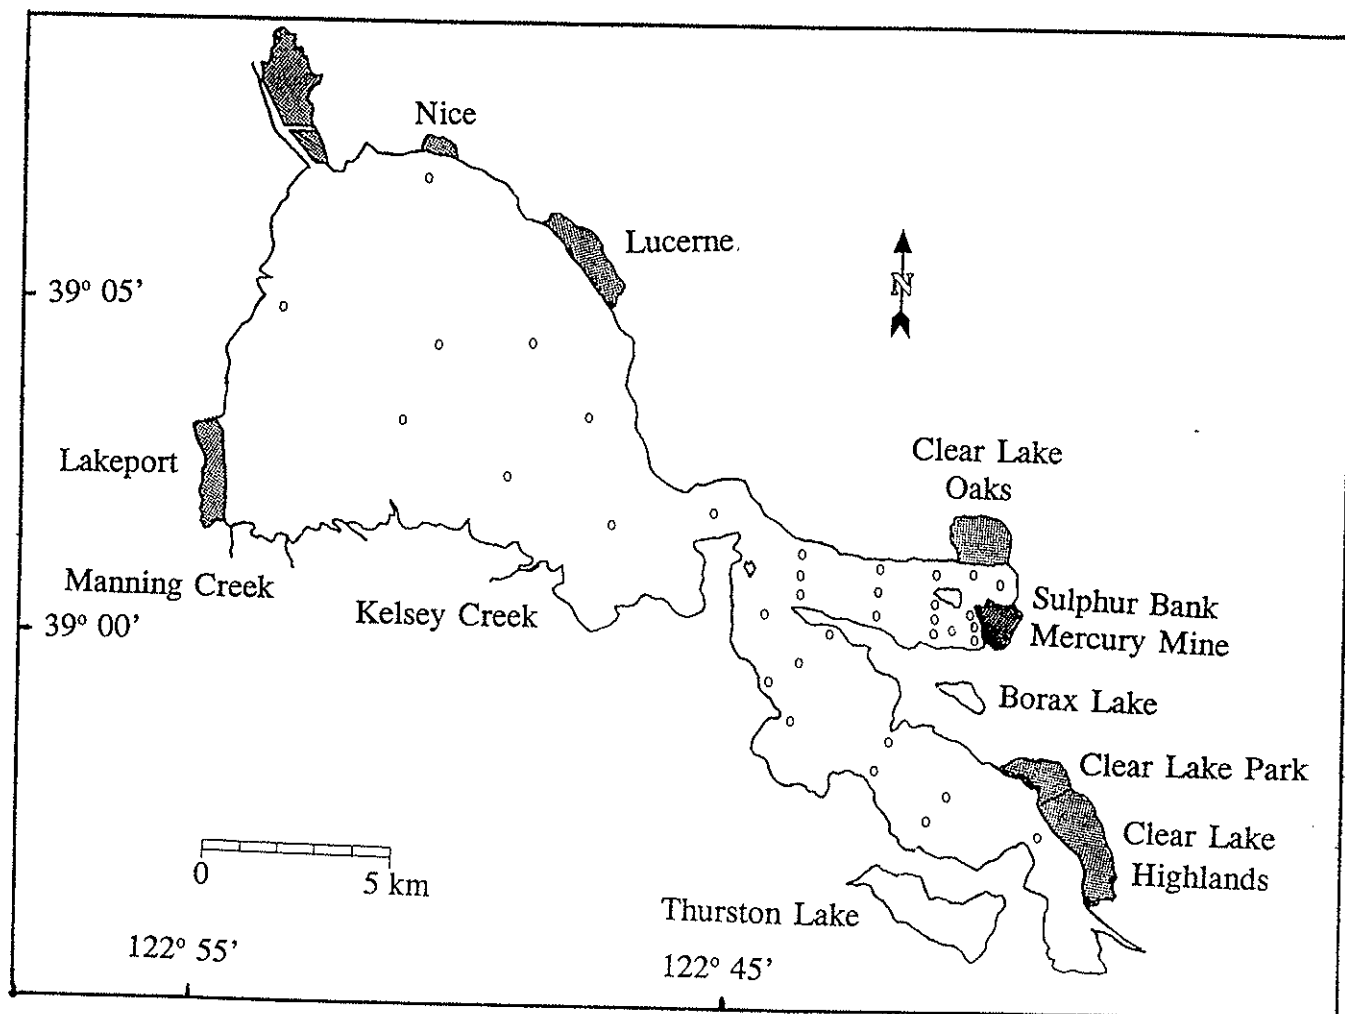 Nice
Lucerne
N
39° 05'
Clear Lake
Oaks
Lakeport
Manning Creek
Kelsey Creek
Sulphur Bank
Mercury Mine
39° 00'
Borax Lake
Clear Lake Park
Clear Lake
Highlands
0
5 km
Thurston Lake
122° 55'
122° 45'